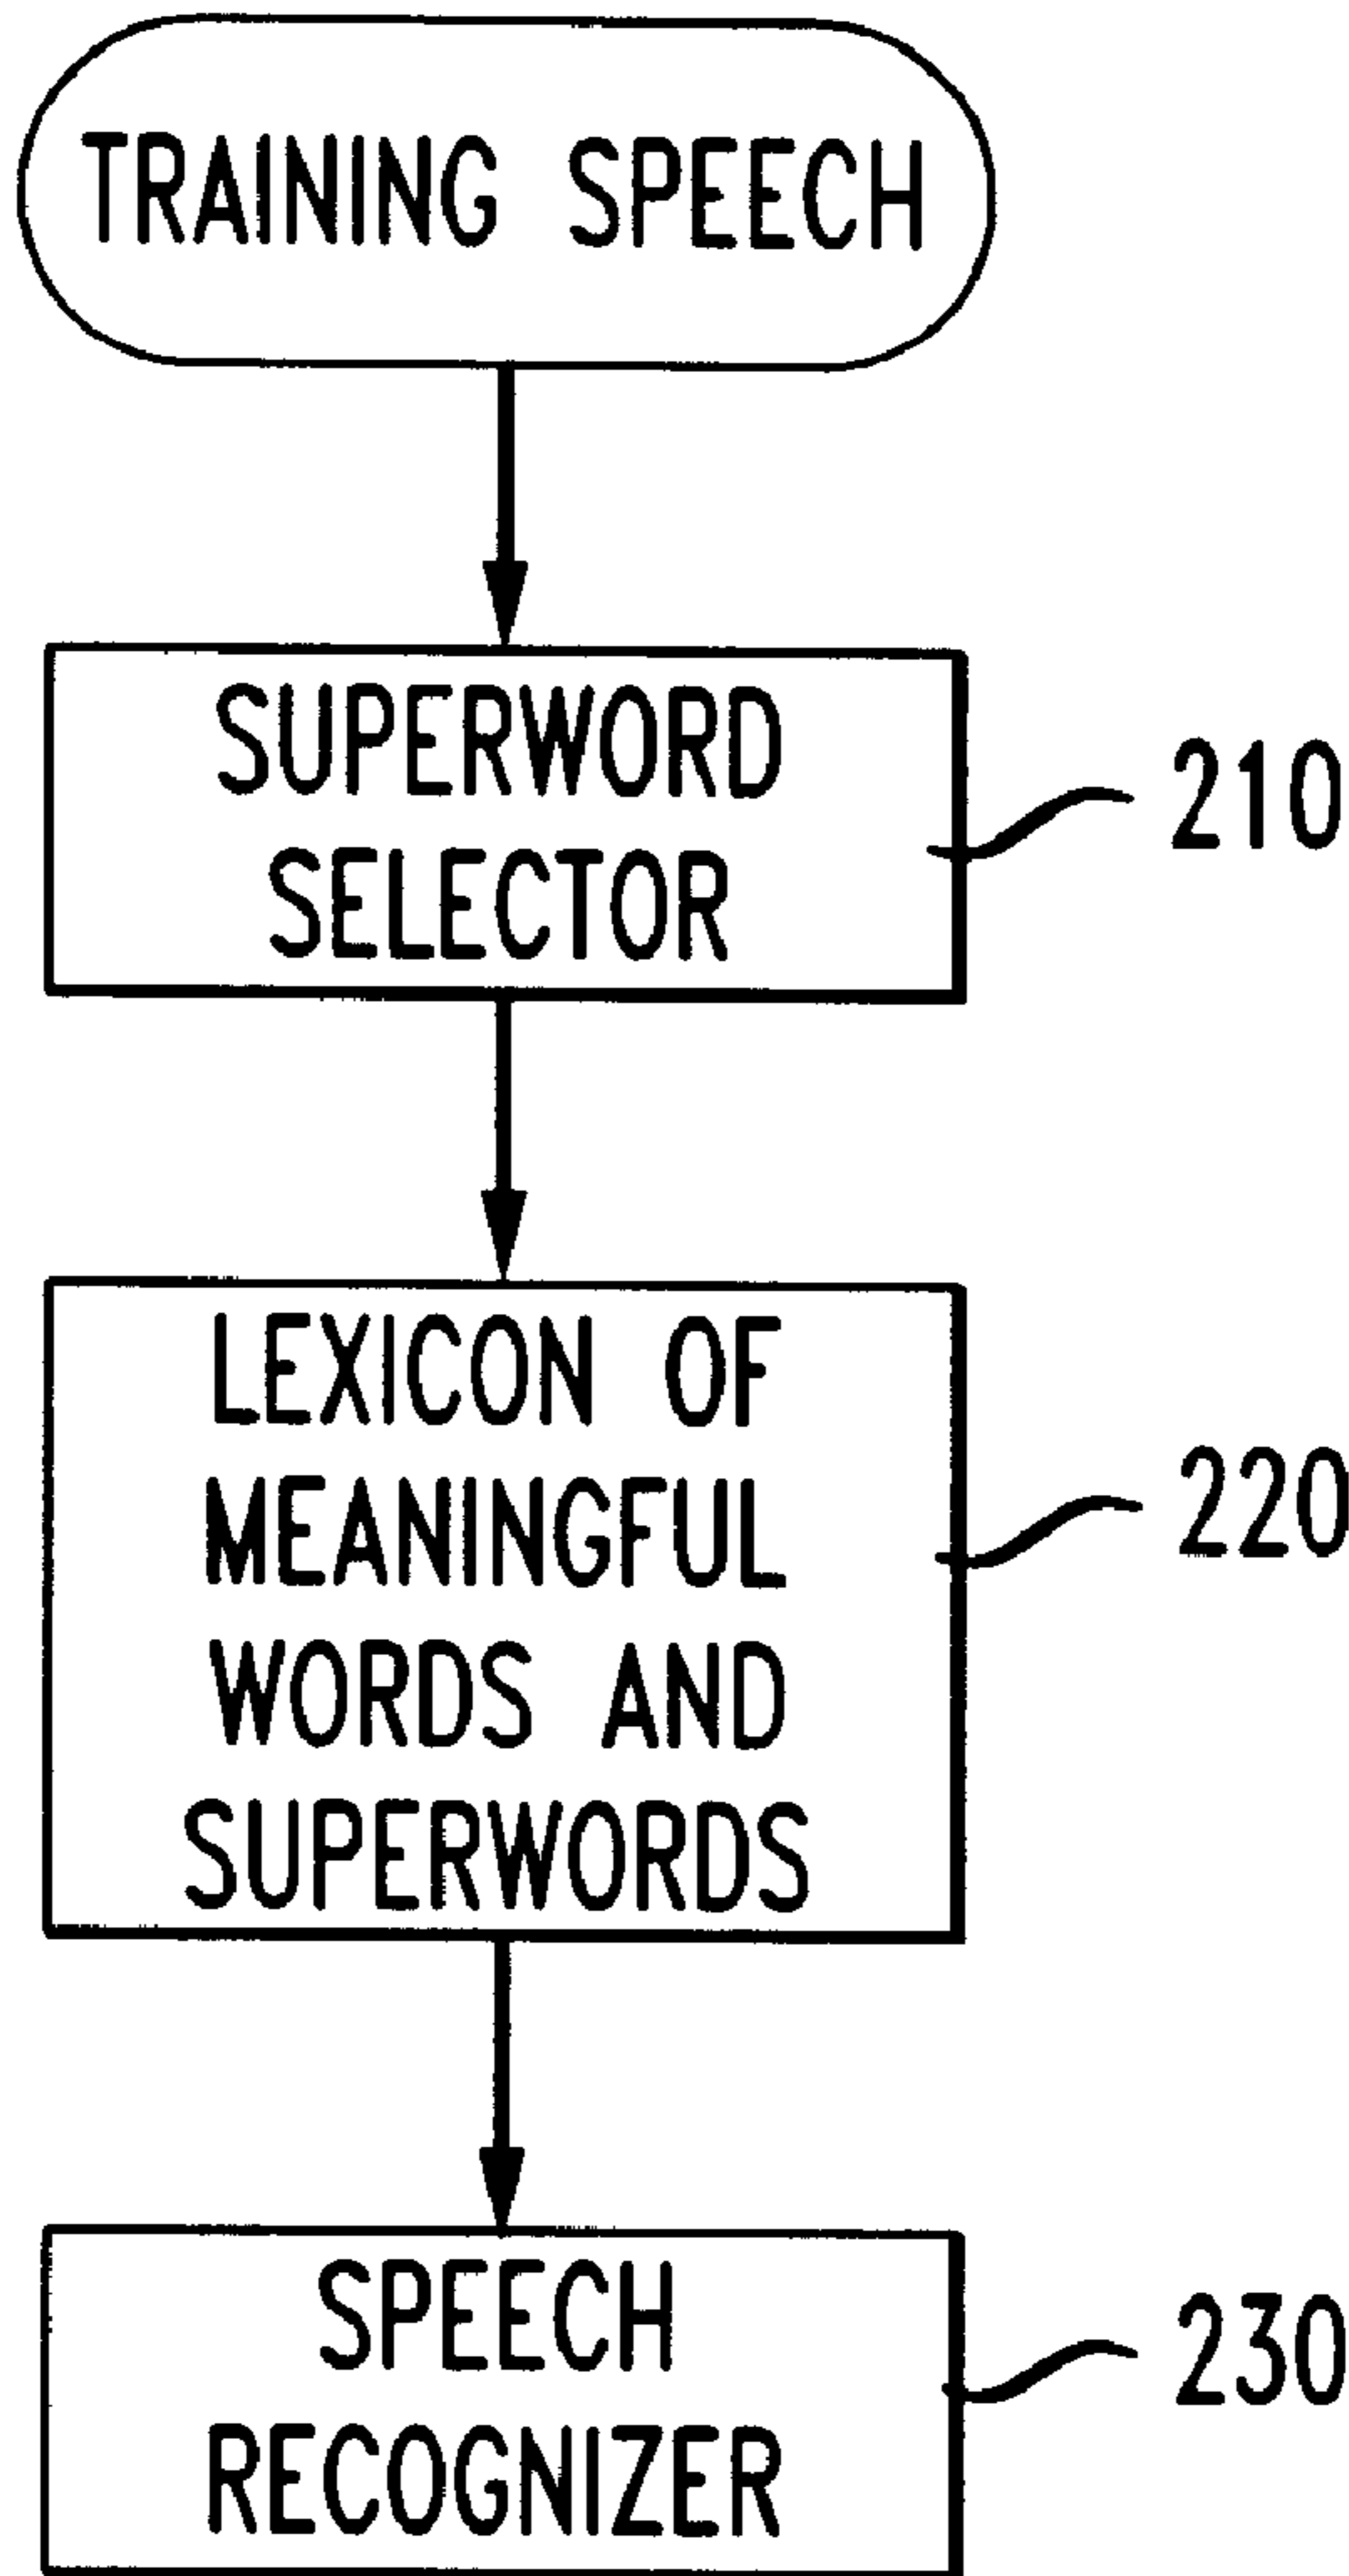 TRAINING SPEECH
SUPERWORD
SELECTOR
210
LEXICON OF
MEANINGFUL
WORDS AND
SUPERWORDS
220
SPEECH
RECOGNIZER
230